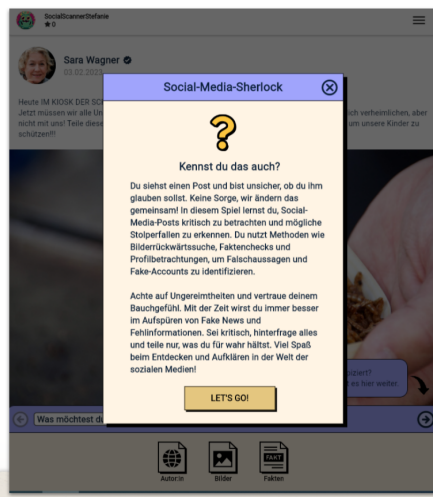 SocialScannerStefanie
★0
Sara Wagner
03.02.2023
Heute IM KIOSK DER
Jetzt müssen wir alle
ich verheimlichen, aber
nicht mit uns! Teile
um unsere Kinder zu
schützen!!!
Social-Media-Sherlock
?
Kennst du das auch?
Du siehst einen Post und bist unsicher, ob du ihm
glauben sollst. Keine Sorge, wir ändern das
gemeinsam! In diesem Spiel lernst du, Social-
Media-Posts kritisch zu betrachten und mögliche
Stolperfallen zu erkennen. Du nutzt Methoden wie
Bilderrückwärtssuche, Faktenchecks und
Profilbetrachtungen, um Falschaussagen und
Fake-Accounts zu identifizieren.
Achte auf Ungereimtheiten und vertraue deinem
Bauchgefühl. Mit der Zeit wirst du immer besser
im Aufspüren von Fake News und
Fehlinformationen. Sei kritisch, hinterfrage alles
und teile nur, was du für wahr hältst. Viel Spaß
beim Entdecken und Aufklären in der Welt der
sozialen Medien!
LET'S GO!
es hier weiter.
Was möchtest
FAKT
Autor:in
Bilder
Fakten